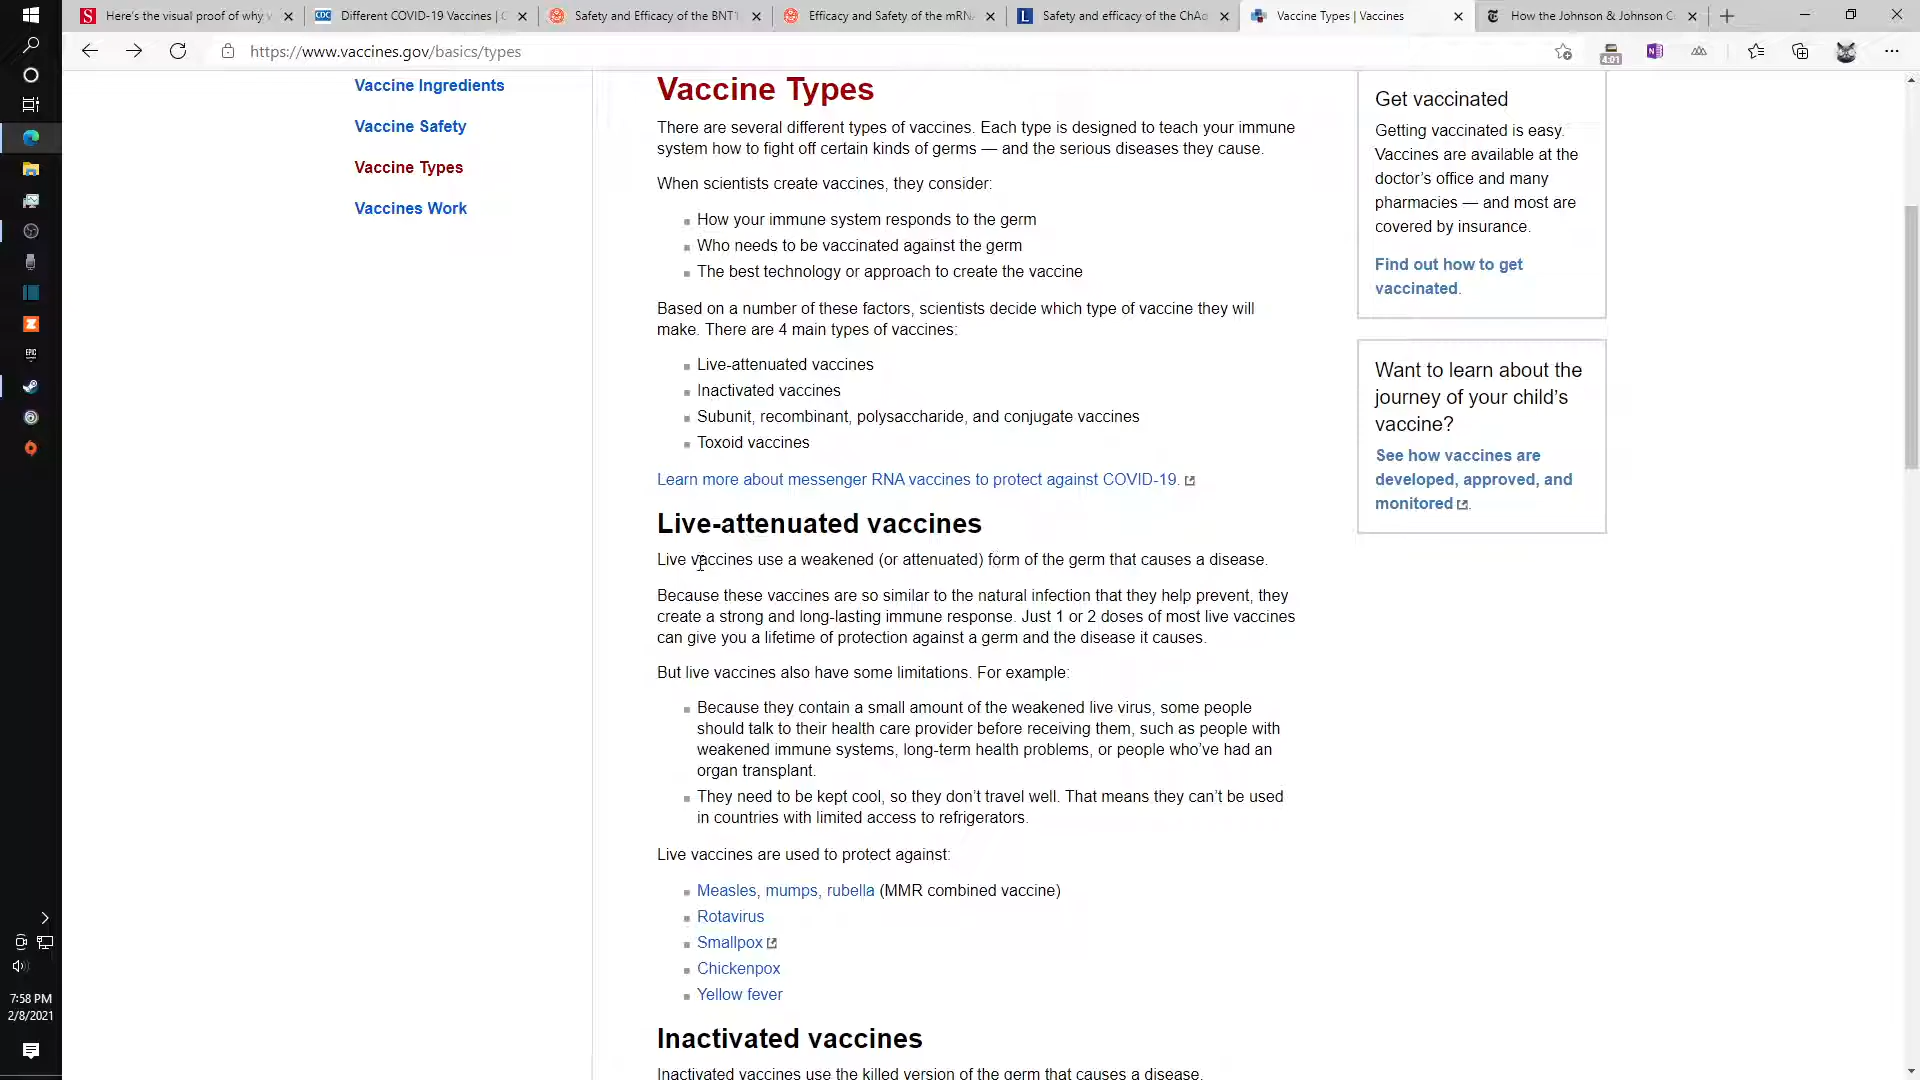 Here's the visual proof of why v
Different COVID-19 Vaccines | C
Safety and Efficacy of the BNT1
Efficacy and Safety of the mRNA
Safety and efficacy of the ChAd
Vaccine Types | Vaccines
How the Johnson & Johnson C
https://www.vaccines.gov/basics/types
4:01
Vaccine Ingredients
Vaccine Safety
Vaccine Types
Vaccines Work
Vaccine Types
There are several different types of vaccines. Each type is designed to teach your immune
system how to fight off certain kinds of germs — and the serious diseases they cause.
When scientists create vaccines, they consider:
How your immune system responds to the germ
Who needs to be vaccinated against the germ
The best technology or approach to create the vaccine
Based on a number of these factors, scientists decide which type of vaccine they will
make. There are 4 main types of vaccines:
Live-attenuated vaccines
Inactivated vaccines
Subunit, recombinant, polysaccharide, and conjugate vaccines
Toxoid vaccines
Learn more about messenger RNA vaccines to protect against COVID-19.
Live-attenuated vaccines
Live vaccines use a weakened (or attenuated) form of the germ that causes a disease.
Because these vaccines are so similar to the natural infection that they help prevent, they
create a strong and long-lasting immune response. Just 1 or 2 doses of most live vaccines
can give you a lifetime of protection against a germ and the disease it causes.
But live vaccines also have some limitations. For example:
Because they contain a small amount of the weakened live virus, some people
should talk to their health care provider before receiving them, such as people with
weakened immune systems, long-term health problems, or people who've had an
organ transplant.
They need to be kept cool, so they don't travel well. That means they can't be used
in countries with limited access to refrigerators.
Live vaccines are used to protect against:
Measles, mumps, rubella (MMR combined vaccine)
Rotavirus
Smallpox
Chickenpox
Yellow fever
Inactivated vaccines
Inactivated vaccines use the killed version of the germ that causes a disease.
Get vaccinated
Getting vaccinated is easy.
Vaccines are available at the
doctor's office and many
pharmacies — and most are
covered by insurance.
Find out how to get
vaccinated.
Want to learn about the
journey of your child's
vaccine?
See how vaccines are
developed, approved, and
monitored.
7:58 PM
2/8/2021